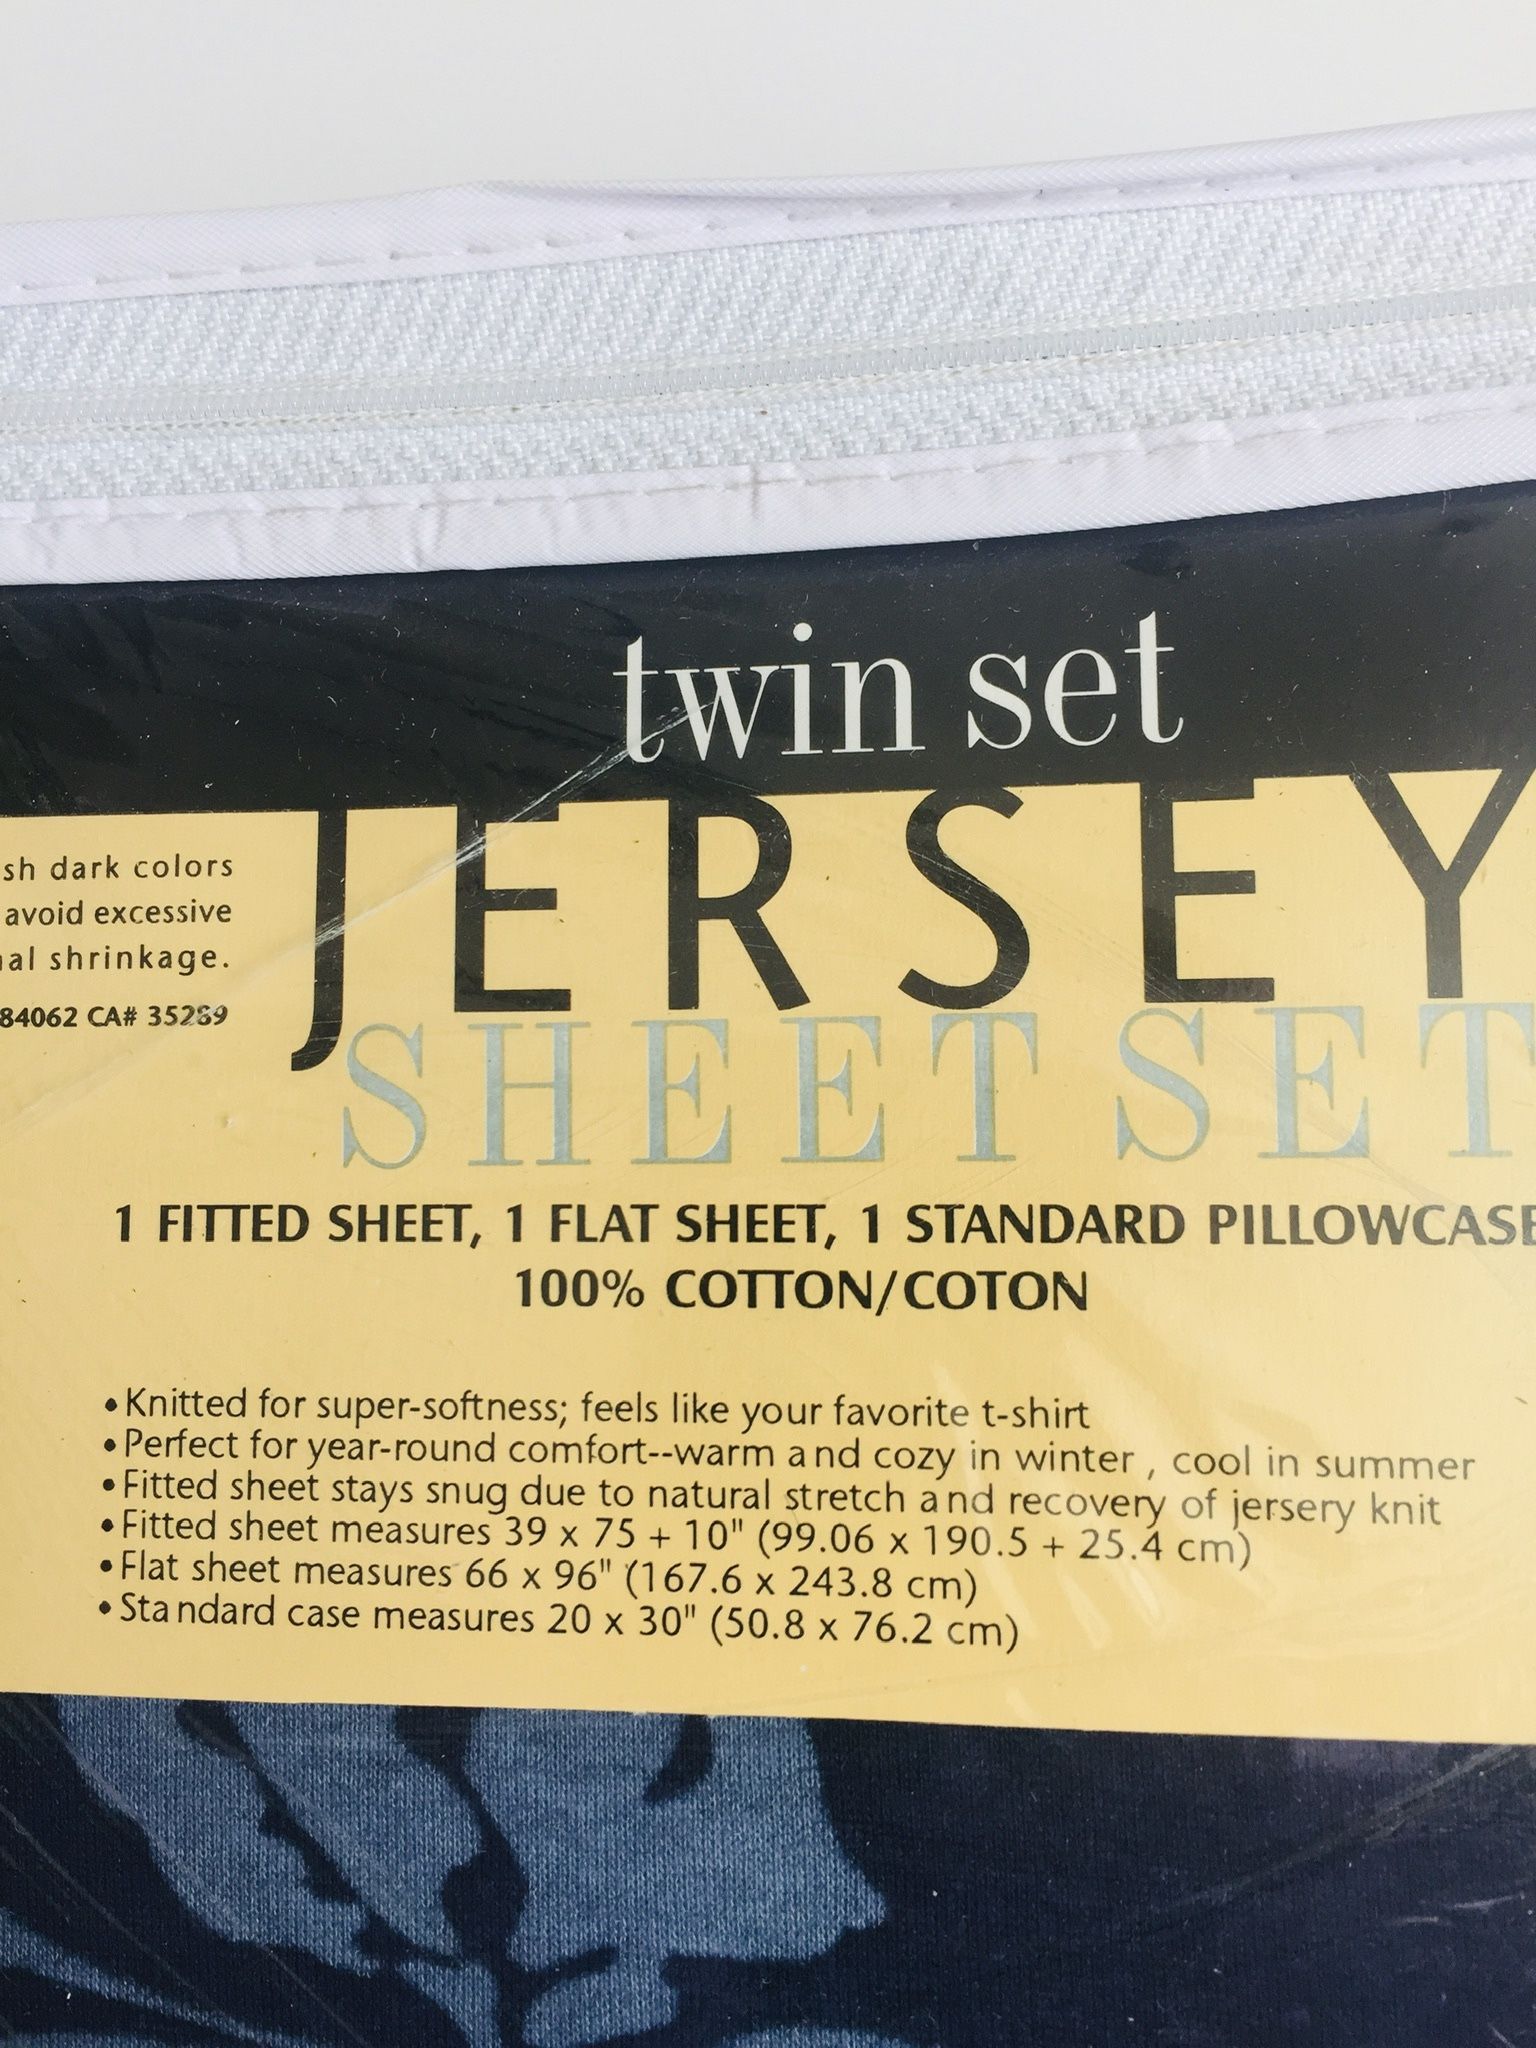 twin set
JERSEY
SHEET SET
dark colors
avoid excessive
shrinkage.
84062 CA# 35289
1 FITTED SHEET, 1 FLAT SHEET, 1 STANDARD PILLOWCASE
100% COTTON/COTON
•Knitted for super-softness; feels like your favorite t-shirt
•Perfect for year-round comfort--warm and cozy in winter , cool in summer
•Fitted sheet stays snug due to natural stretch and recovery of jersery knit
•Fitted sheet measures 39 x 75 + 10" (99.06 x 190.5 + 25.4 cm)
•Flat sheet measures 66 x 96" (167.6 x 243.8 cm)
•Standard case measures 20 x 30" (50.8 x 76.2 cm)